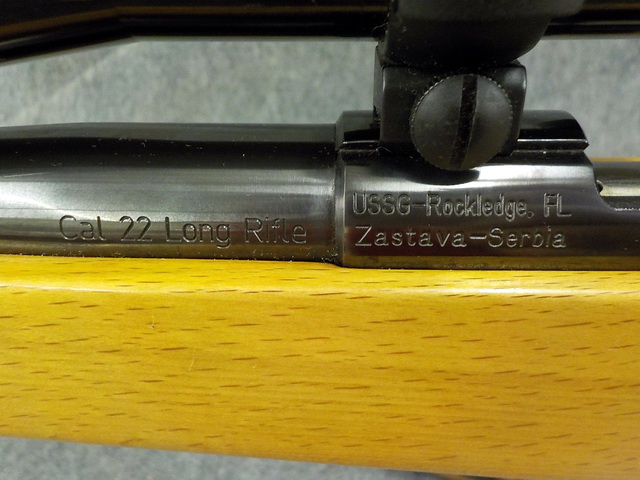 Cal 22 Long Rifle
USSG-Rockledge, FL
Zastava-Serbia